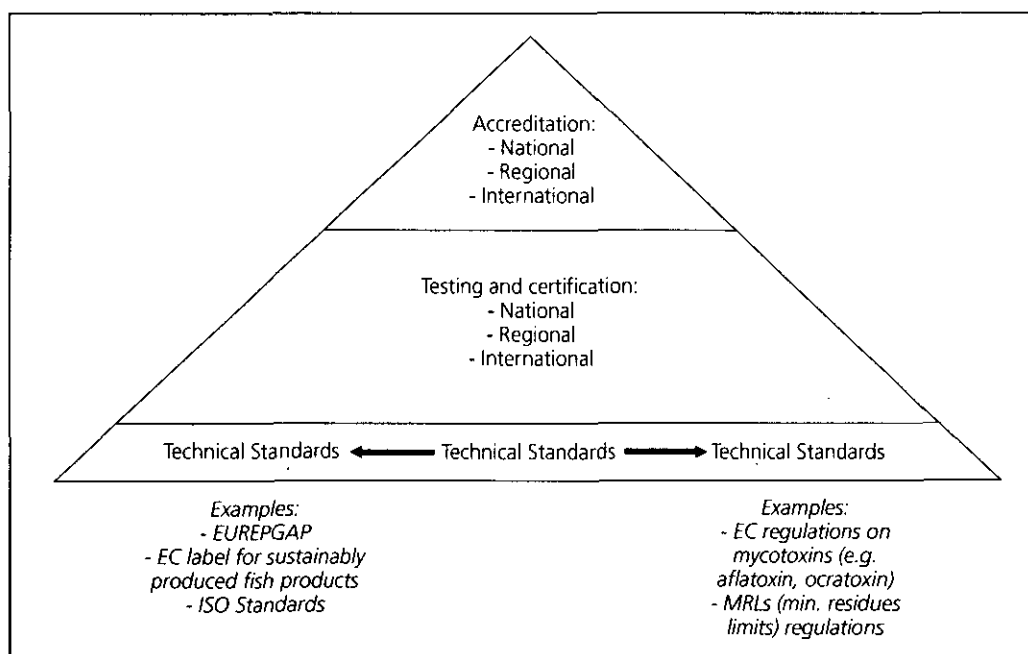 Accreditation:
- National
- Regional
- International
Testing and certification:
- National
- Regional
- International
Technical Standards Technical Standards Technical Standards
Examples:
- EUREPGAP
- EC label for sustainably
produced fish products
- ISO Standards
Examples:
- EC regulations on
mycotoxins (e.g.
aflatoxin, ocratoxin)
- MRLs (min. residues
limits) regulations